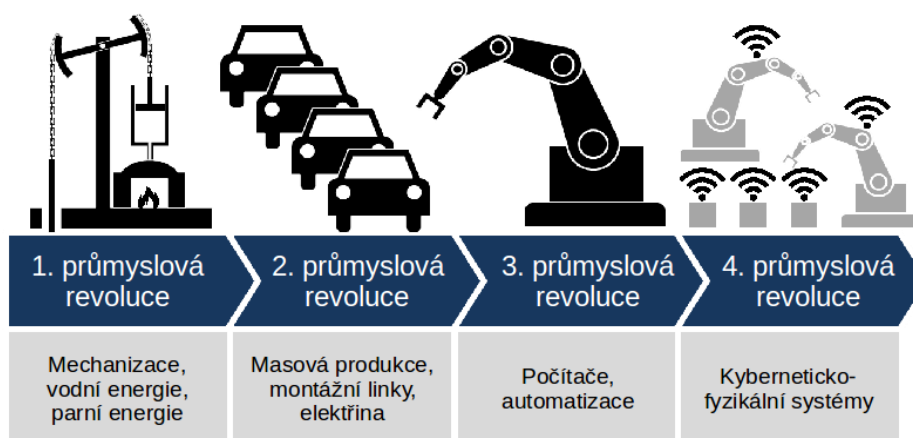 1. průmyslová
revoluce
2. průmyslová
revoluce
3. průmyslová
revoluce
4. průmyslová
revoluce
Mechanizace,
vodní energie,
parní energie
Masová produkce,
montážní linky,
elektřina
Počítače,
automatizace
Kyberneticko-
fyzikální systémy